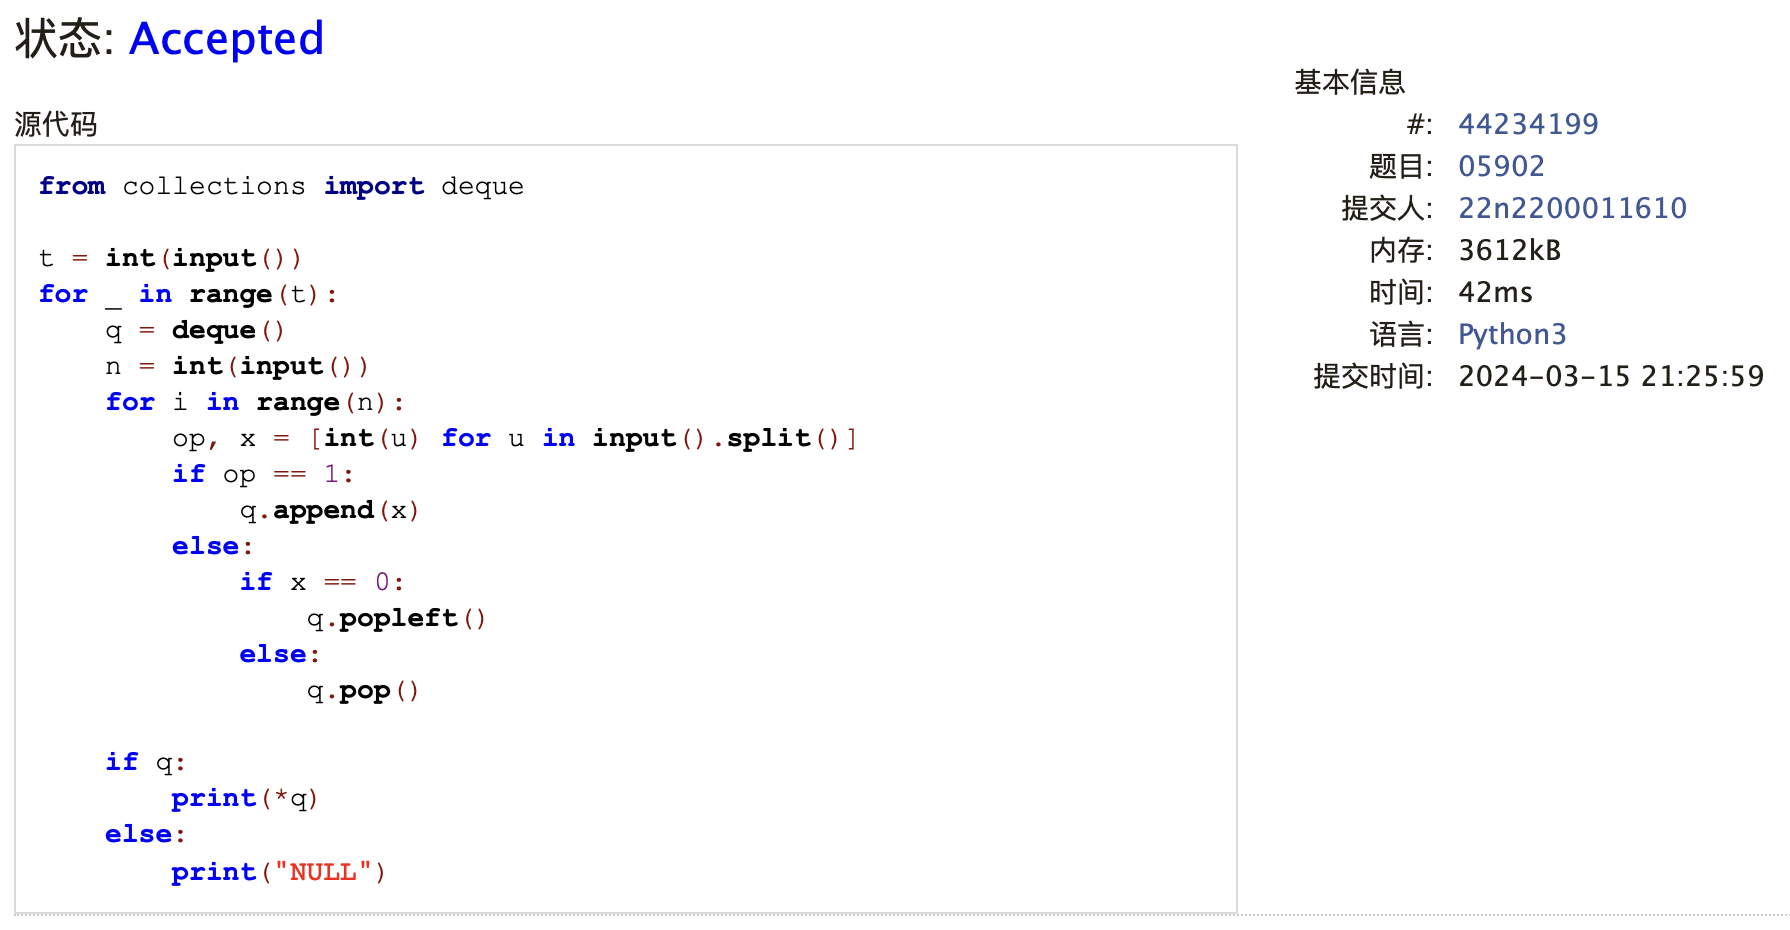 状态: Accepted
源代码
from collections import deque
t = int(input())
for _ in range(t):
    q = deque()
    n = int(input())
    for i in range(n):
        op, x = [int(u) for u in input().split()]
        if op == 1:
            q.append(x)
        else:
            if x == 0:
                q.popleft()
            else:
                q.pop()
    if q:
        print(*q)
    else:
        print("NULL")
基本信息
#: 44234199
题目: 05902
提交人: 22n2200011610
内存: 3612kB
时间: 42ms
语言: Python3
提交时间: 2024-03-15 21:25:59